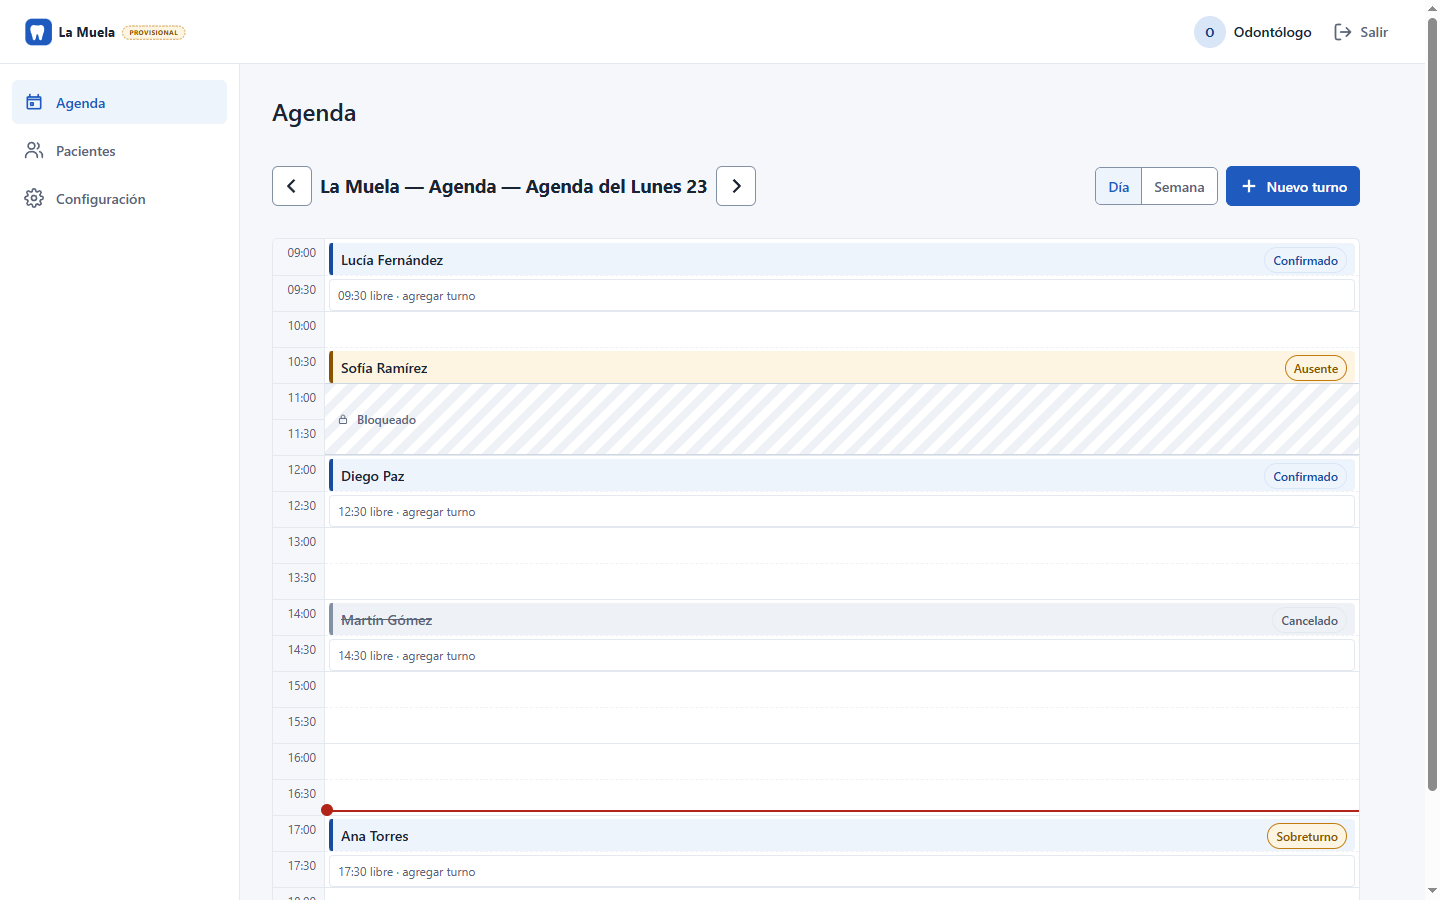 La Muela PROVISIONAL
O Odontólogo Salir
Agenda
Pacientes
Configuración
Agenda
La Muela — Agenda — Agenda del Lunes 23
Día Semana + Nuevo turno
09:00 Lucía Fernández Confirmado
09:30 09:30 libre · agregar turno
10:00
10:30 Sofía Ramírez Ausente
11:00
Bloqueado
11:30
12:00 Diego Paz Confirmado
12:30 12:30 libre · agregar turno
13:00
13:30
14:00 Martín Gómez Cancelado
14:30 14:30 libre · agregar turno
15:00
15:30
16:00
16:30
17:00 Ana Torres Sobreturno
17:30 17:30 libre · agregar turno